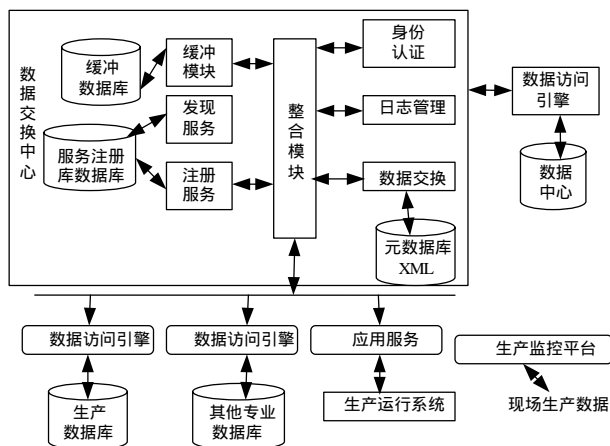 数据交换中心
缓冲
数据库
缓冲
模块
身份
认证
发现
服务
服务注册
库数据库
注册
服务
整合模块
日志管理
数据交换
元数据库
XML
数据访问
引擎
数据
中心
数据访问引擎
数据访问引擎
应用服务
生产监控平台
生产
数据库
其他专业
数据库
生产运行系统
现场生产数据